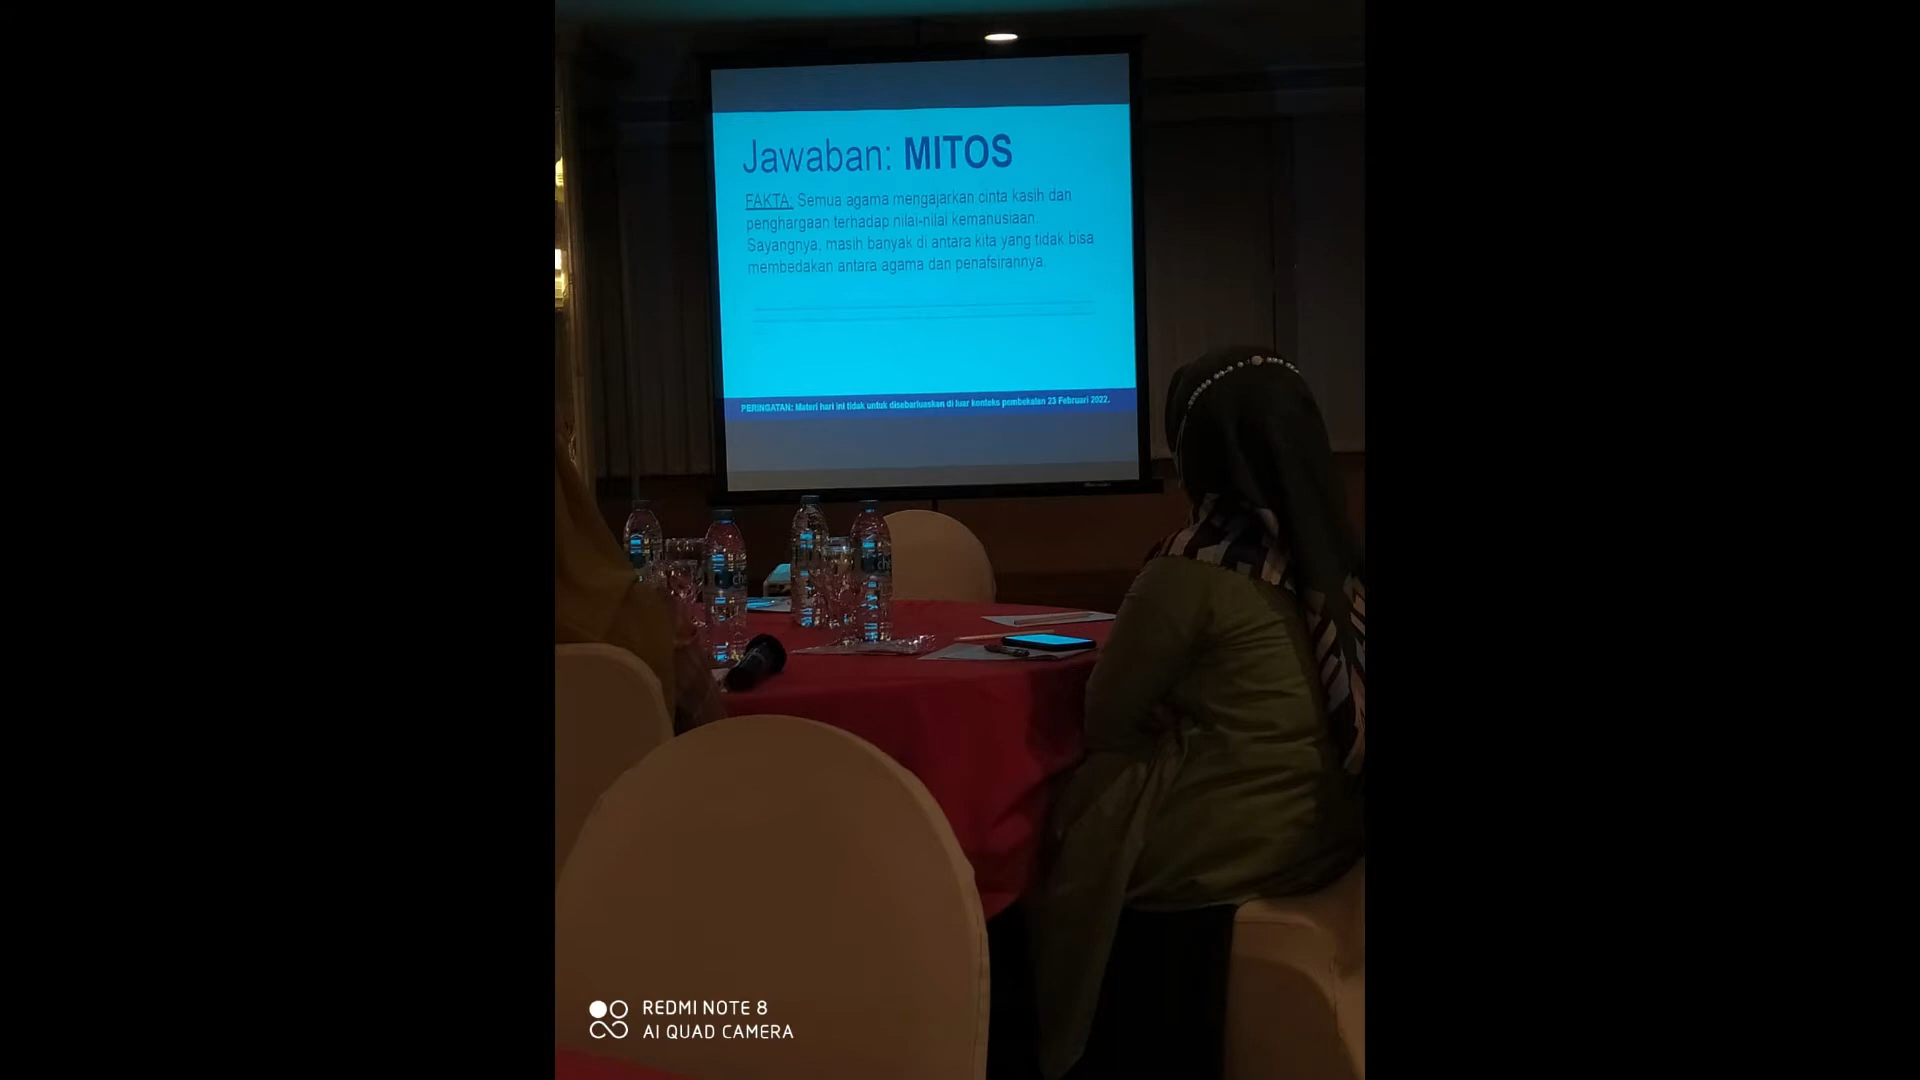 Jawaban: MITOS
FAKTA: Semua agama mengajarkan cinta kasih dan
penghargaan terhadap nilai-nilai kemanusiaan.
Sayangnya, masih banyak di antara kita yang tidak bisa
membedakan antara agama dan penafsirannya.
PERINGATAN: Materi hari ini tidak untuk disebarluaskan di luar konteks pembekalan 23 Februari 2022.
REDMI NOTE 8
AI QUAD CAMERA